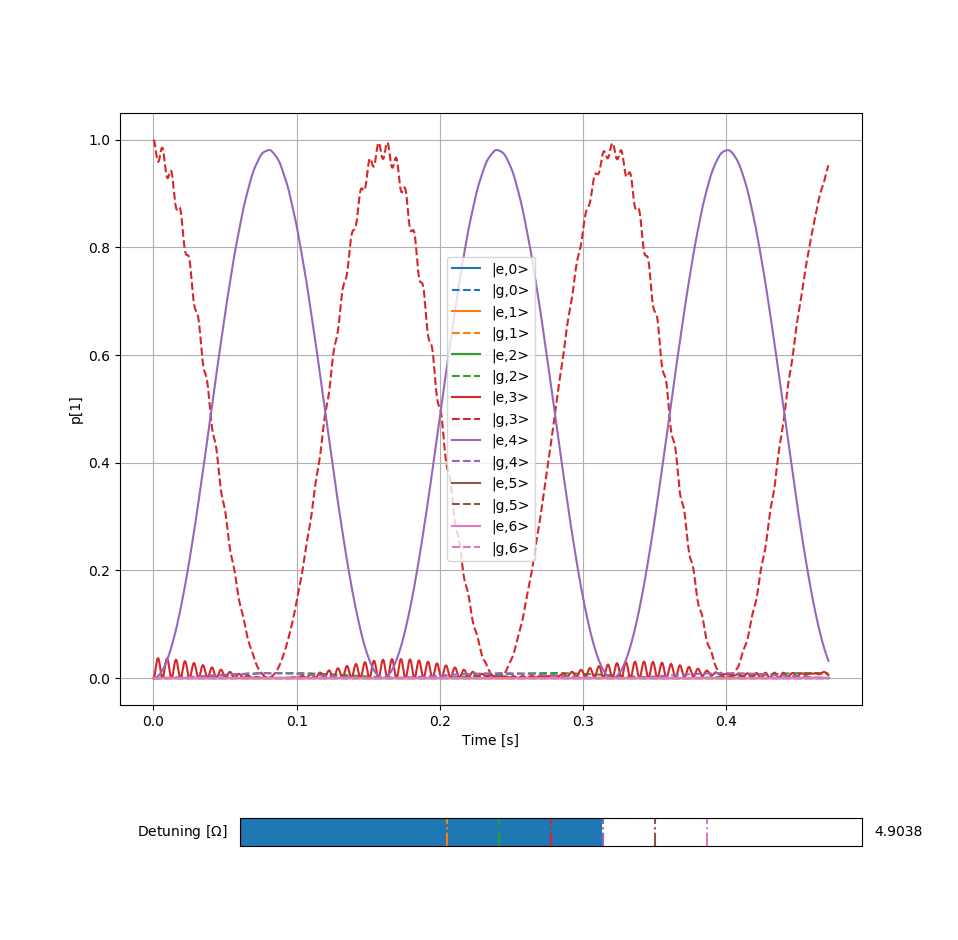 1.0
0.8
0.6
0.4
0.2
0.0
p[1]
|e,0>
|g,0>
|e,1>
|g,1>
|e,2>
|g,2>
|e,3>
|g,3>
|e,4>
|g,4>
|e,5>
|g,5>
|e,6>
|g,6>
0.0 0.1 0.2 0.3 0.4
Time [s]
Detuning [Ω] 4.9038